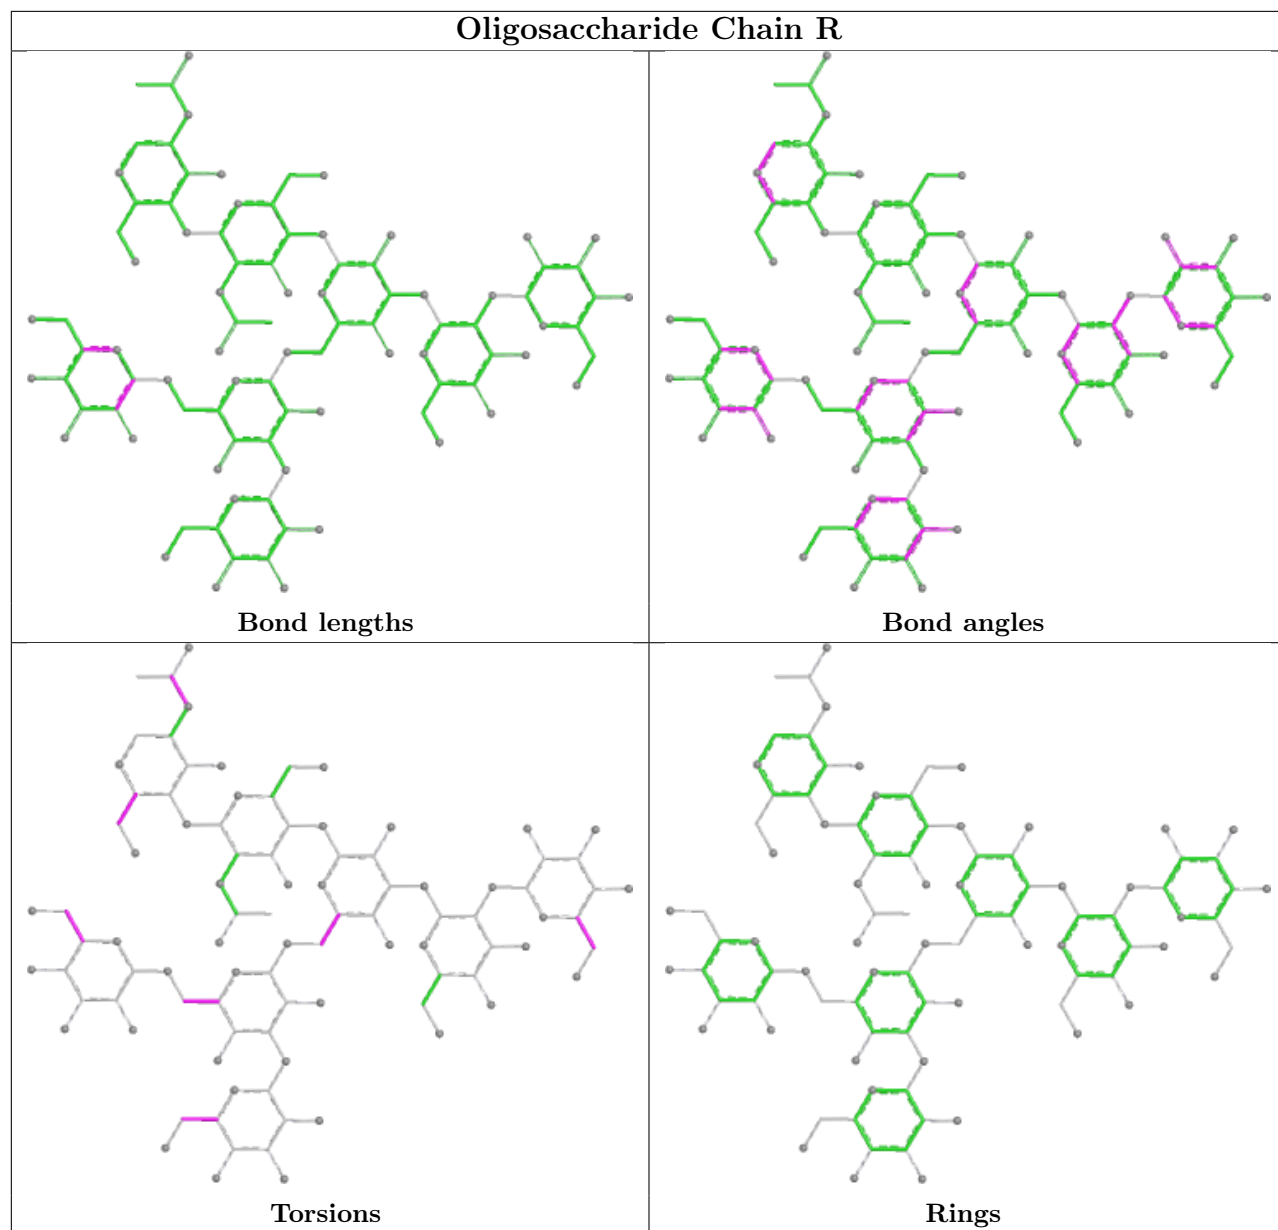 Oligosaccharide Chain R
Bond lengths
Bond angles
Torsions
Rings